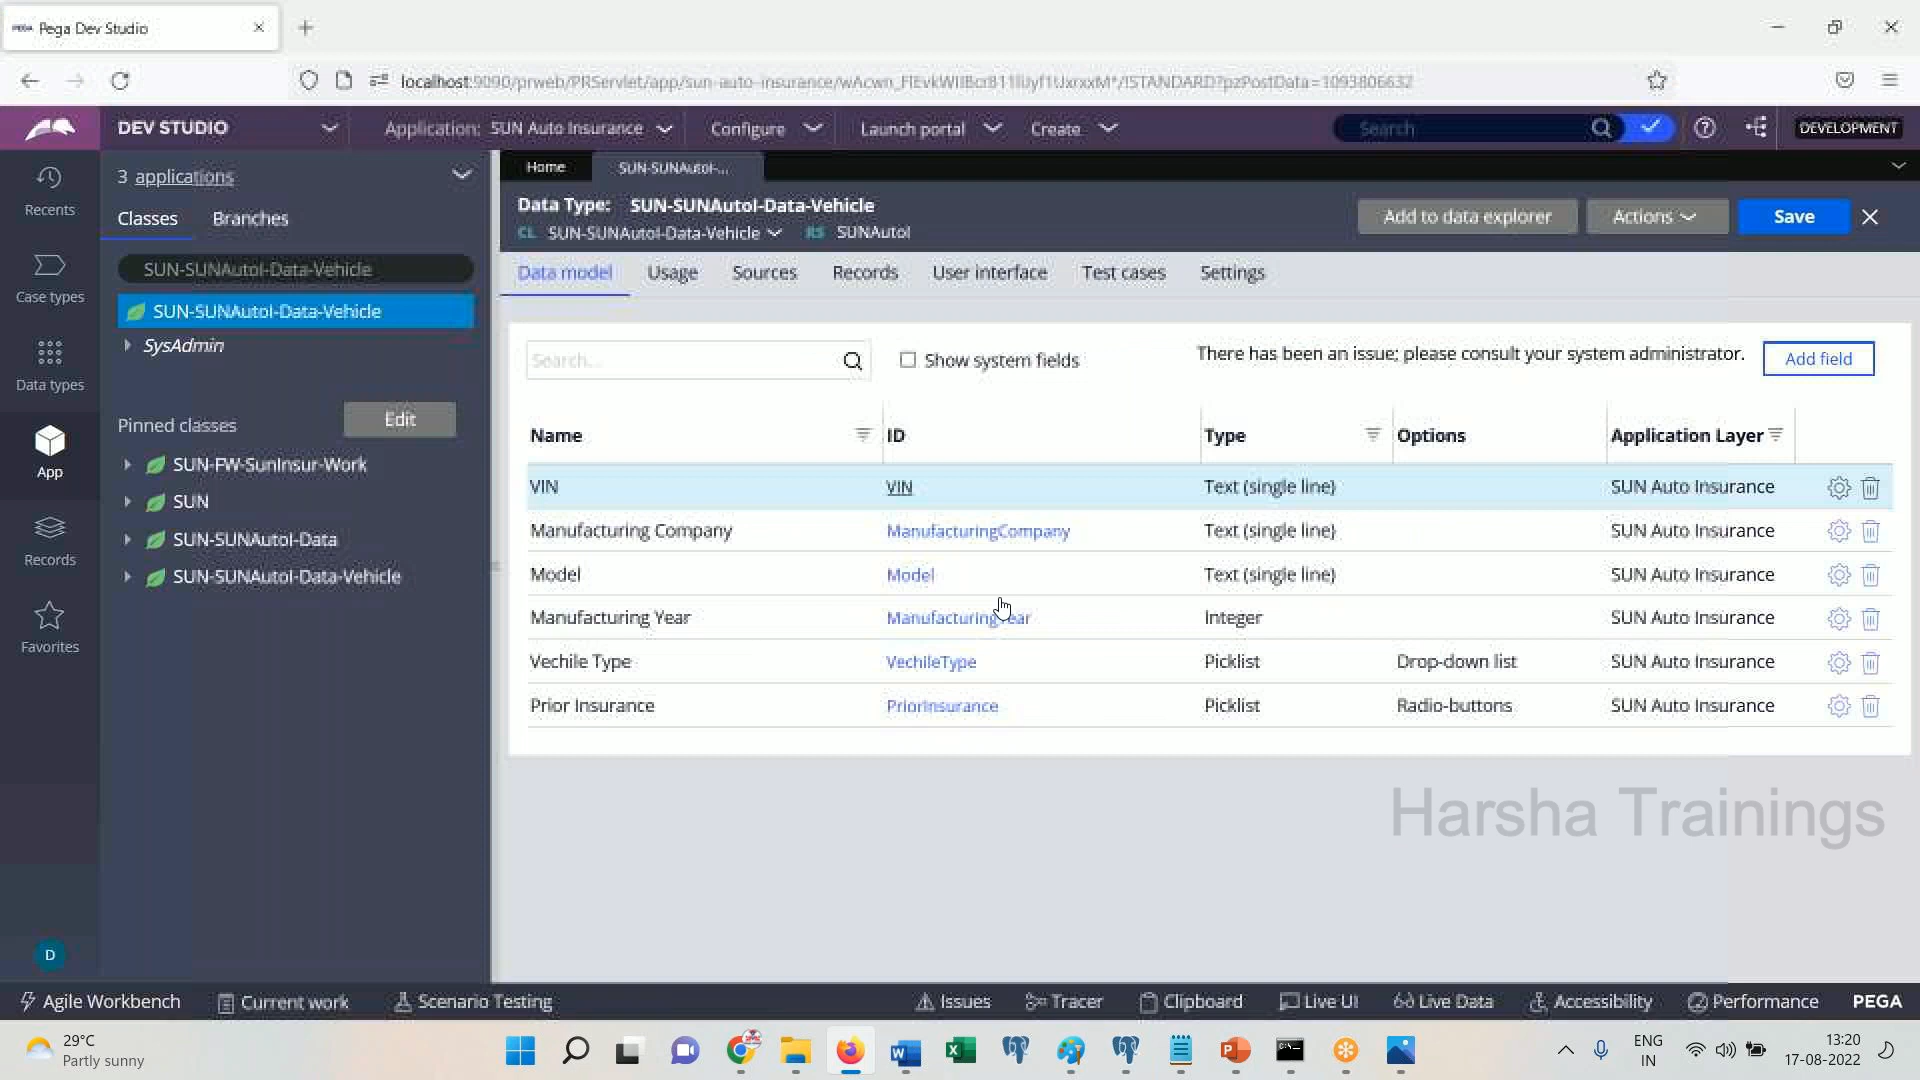 Pega Dev Studio
localhost:9090/prweb/PRServlet/app/sun-auto-insurance/
DEV STUDIO
Application: SUN Auto Insurance
Configure
Launch portal
Create
Search
DEVELOPMENT
Recents
Case types
Data types
App
Records
Favorites
D
3 applications
Classes Branches
SUN-SUNAutoI-Data-Vehicle
SUN-SUNAutoI-Data-Vehicle
SysAdmin
Pinned classes Edit
SUN-FW-SunInsur-Work
SUN
SUN-SUNAutoI-Data
SUN-SUNAutoI-Data-Vehicle
Home SUN-SUNAutoI-...
Data Type: SUN-SUNAutoI-Data-Vehicle
CL SUN-SUNAutoI-Data-Vehicle RS SUNAutoI
Add to data explorer Actions Save
Data model Usage Sources Records User interface Test cases Settings
Search... Show system fields There has been an issue; please consult your system administrator. Add field
Name ID Type Options Application Layer
VIN VIN Text (single line) SUN Auto Insurance
Manufacturing Company ManufacturingCompany Text (single line) SUN Auto Insurance
Model Model Text (single line) SUN Auto Insurance
Manufacturing Year ManufacturingYear Integer SUN Auto Insurance
Vechile Type VechileType Picklist Drop-down list SUN Auto Insurance
Prior Insurance PriorInsurance Picklist Radio-buttons SUN Auto Insurance
Harsha Trainings
Agile Workbench Current work Scenario Testing Issues Tracer Clipboard Live UI Live Data Accessibility Performance PEGA
29°C
Partly sunny
ENG
IN
13:20
17-08-2022